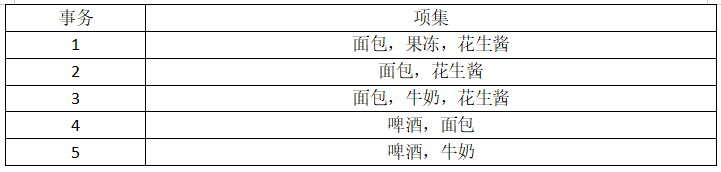 事务 项集
1 面包，果冻，花生酱
2 面包，花生酱
3 面包，牛奶，花生酱
4 啤酒，面包
5 啤酒，牛奶